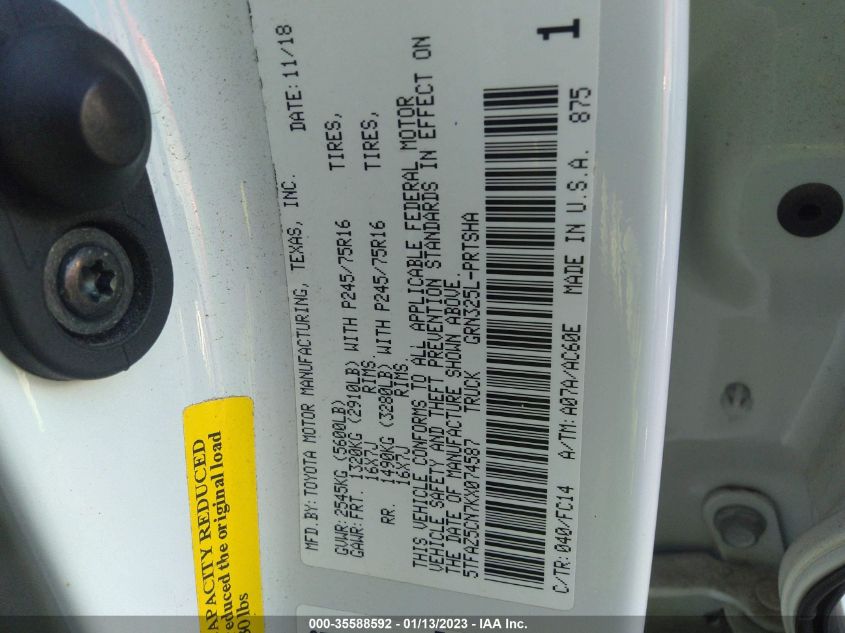 MFD.BY:TOYOTA MOTOR MANUFACTURING, TEXAS, INC. DATE:11/18
GVWR:2545KG (5600LB)
GAWR:FRT. 1320KG (2910LB) WITH P245/75R16 TIRES,
16X7J RIMS.
RR. 1490KG (3280LB) WITH P245/75R16 TIRES,
16X7J RIMS.
THIS VEHICLE CONFORMS TO ALL APPLICABLE FEDERAL MOTOR
VEHICLE SAFETY AND THEFT PREVENTION STANDARDS IN EFFECT ON
THE DATE OF MANUFACTURE SHOWN ABOVE.
5TFAZ5CN7KX074587 TRUCK GRN325L-PRTSHA
1
C/TR:040/FC14 A/TM:A07A/AC60E MADE IN U.S.A. 875
APACITY REDUCED
educed the original load
lbs
000-35588592 - 01/13/2023 - IAA Inc.